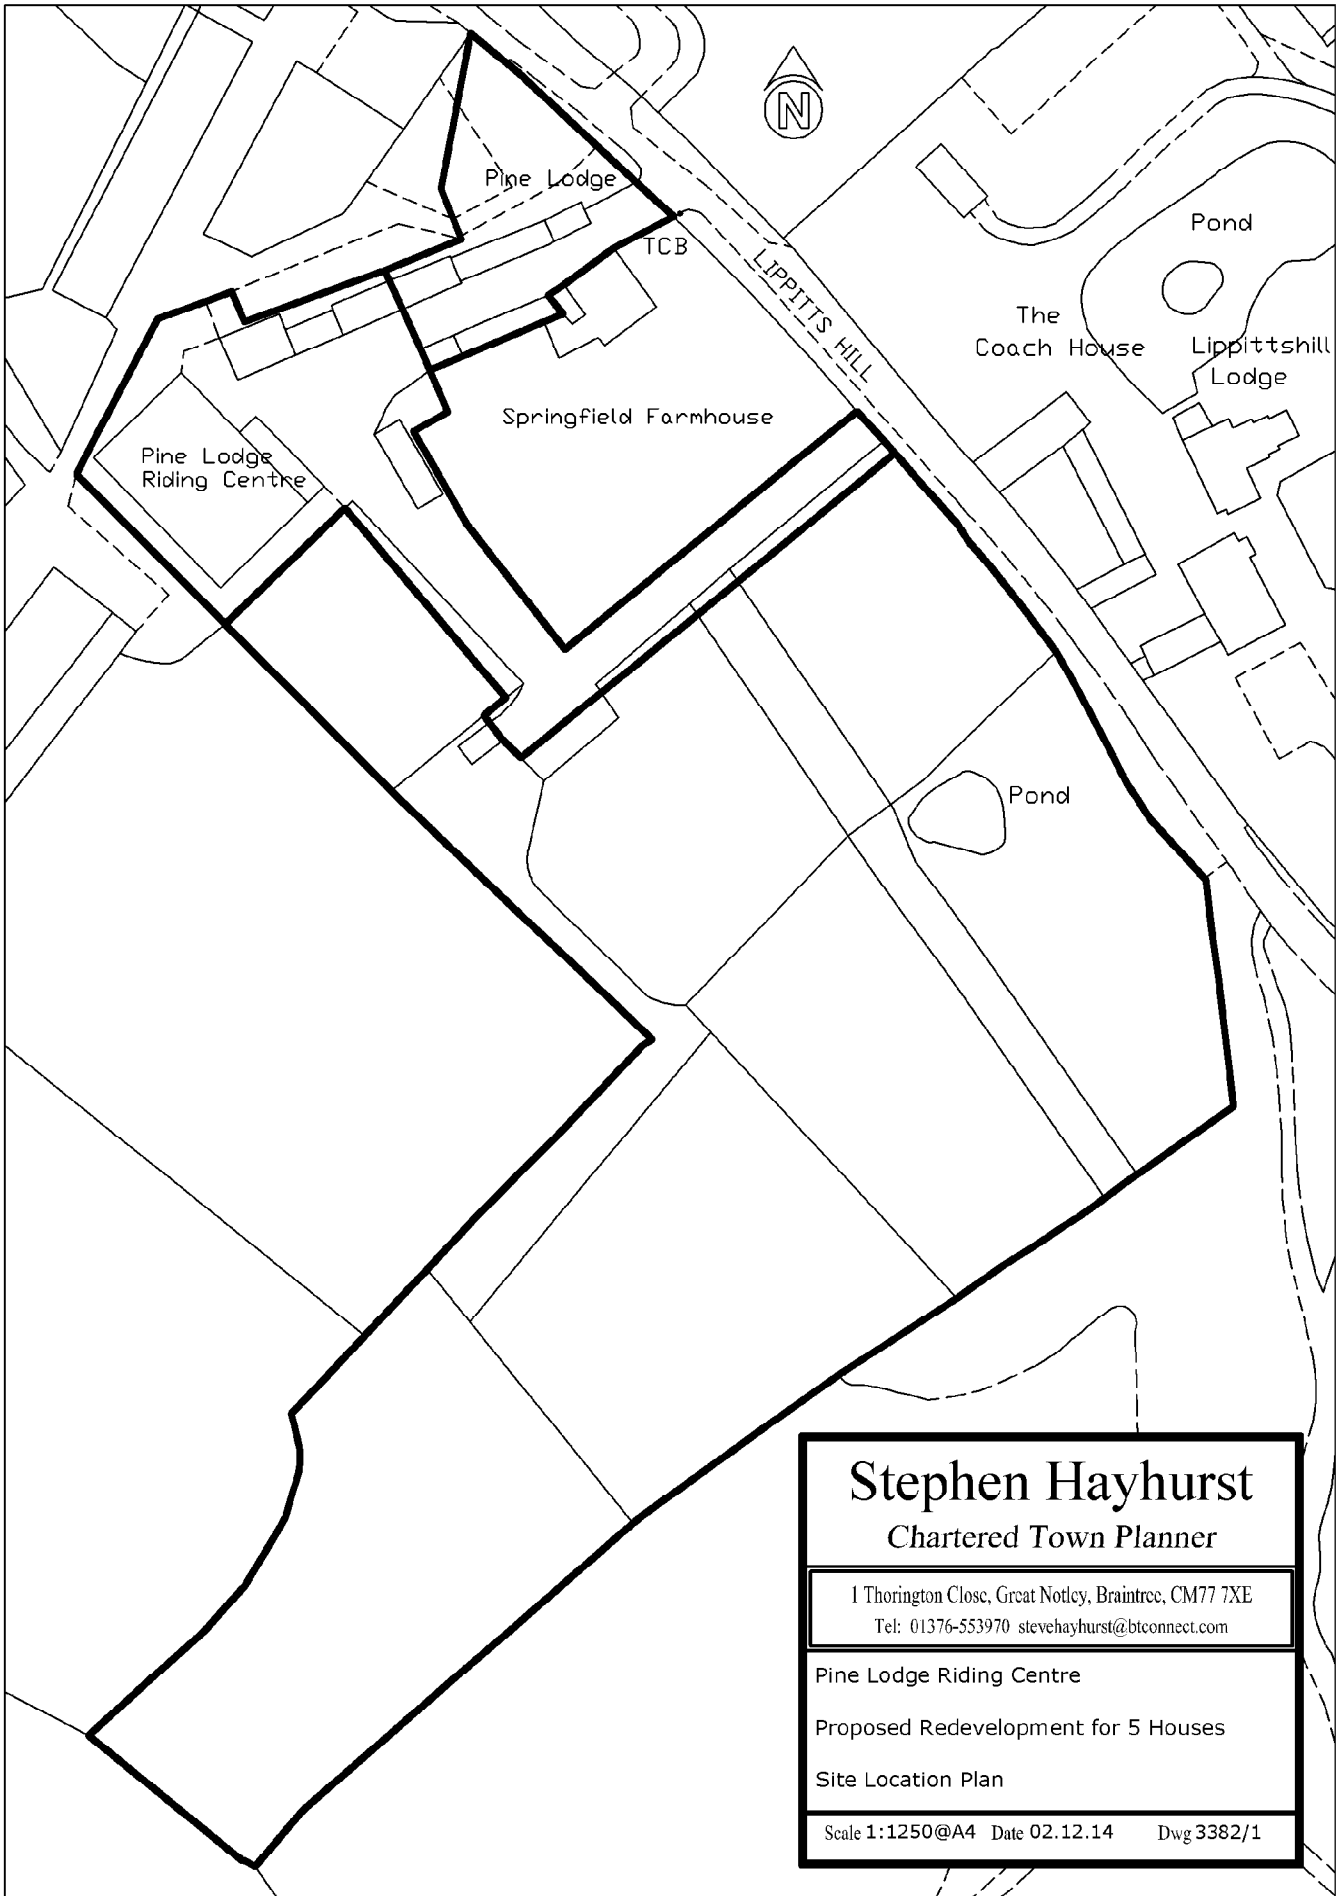 N
Pine Lodge
TCB
LIPPITTS HILL
Pond
The
Coach House
Lippittshill
Lodge
Springfield Farmhouse
Pine Lodge
Riding Centre
Pond
Stephen Hayhurst
Chartered Town Planner
1 Thorington Close, Great Notley, Braintree, CM77 7XE
Tel: 01376-553970 stevehayhurst@btconnect.com
Pine Lodge Riding Centre
Proposed Redevelopment for 5 Houses
Site Location Plan
Scale 1:1250@A4 Date 02.12.14 Dwg 3382/1